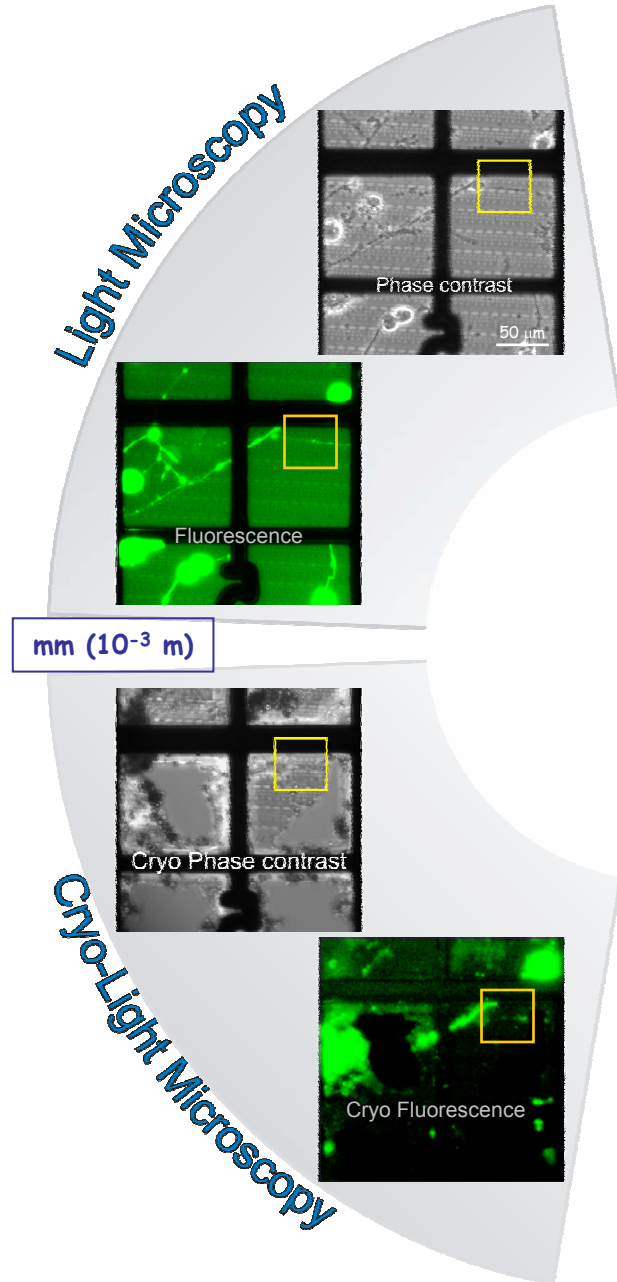 Light Microscopy
Phase contrast
50 μm
Fluorescence
mm (10⁻³ m)
Cryo Phase contrast
Cryo-Light Microscopy
Cryo Fluorescence